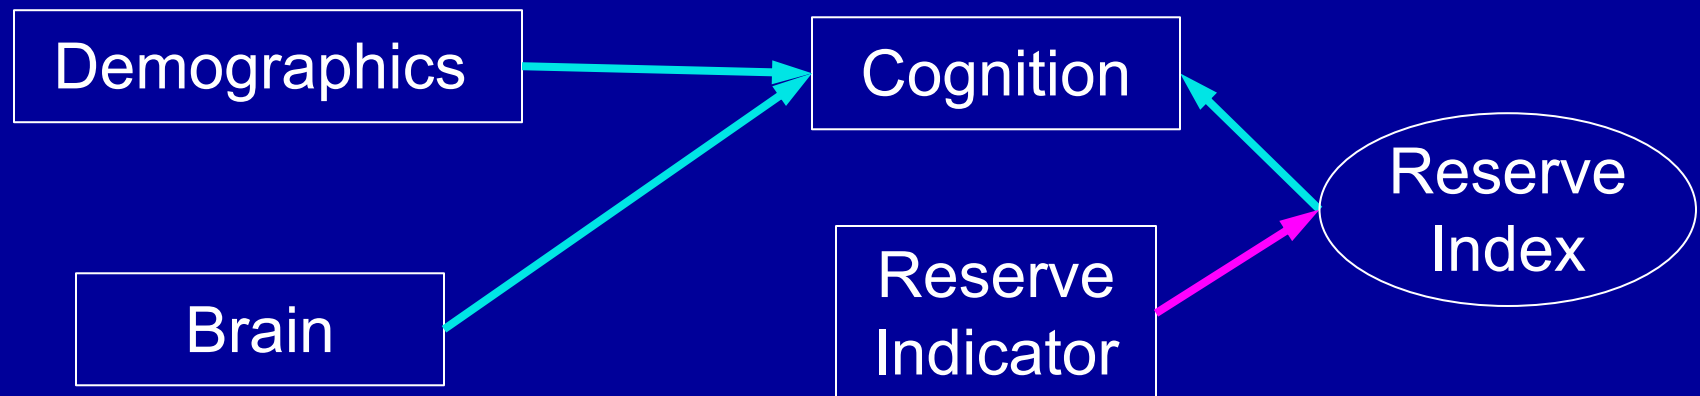 Demographics
Cognition
Reserve
Index
Brain
Reserve
Indicator